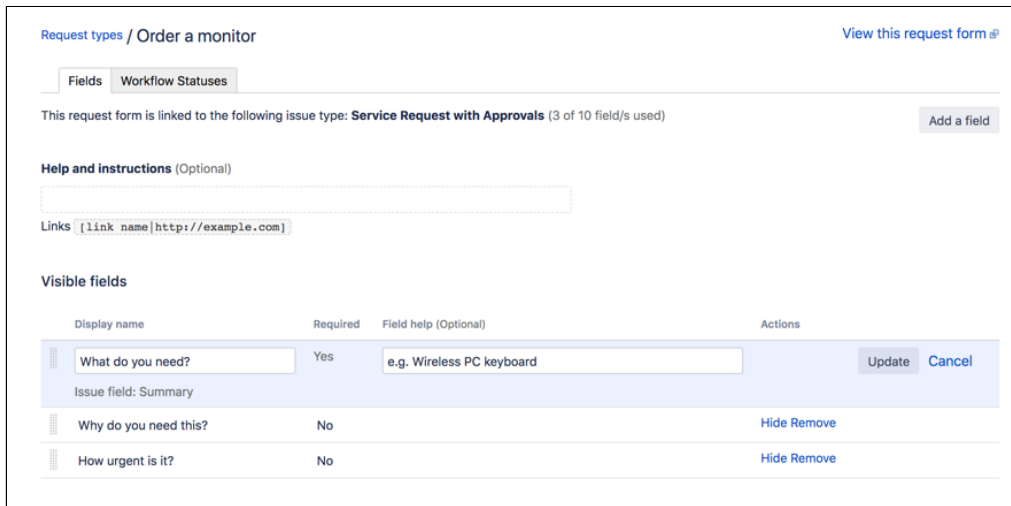 Request types / Order a monitor
View this request form
Fields
Workflow Statuses
This request form is linked to the following issue type: Service Request with Approvals (3 of 10 field/s used)
Add a field
Help and instructions (Optional)
Links [link name|http://example.com]
Visible fields
Display name Required Field help (Optional) Actions
What do you need? Yes e.g. Wireless PC keyboard Update Cancel
Issue field: Summary
Why do you need this? No Hide Remove
How urgent is it? No Hide Remove